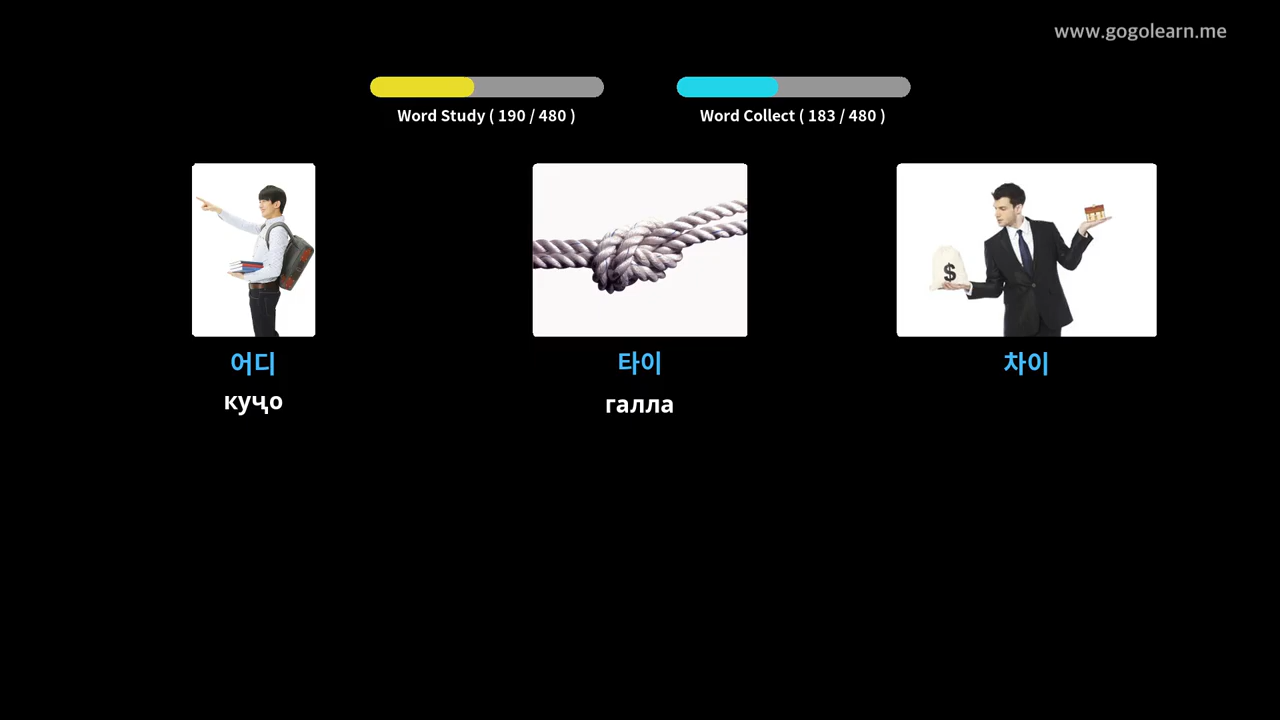 www.gogolearn.me
Word Study ( 190 / 480 )
Word Collect ( 183 / 480 )
$
어디
타이
차이
куҷо
галла